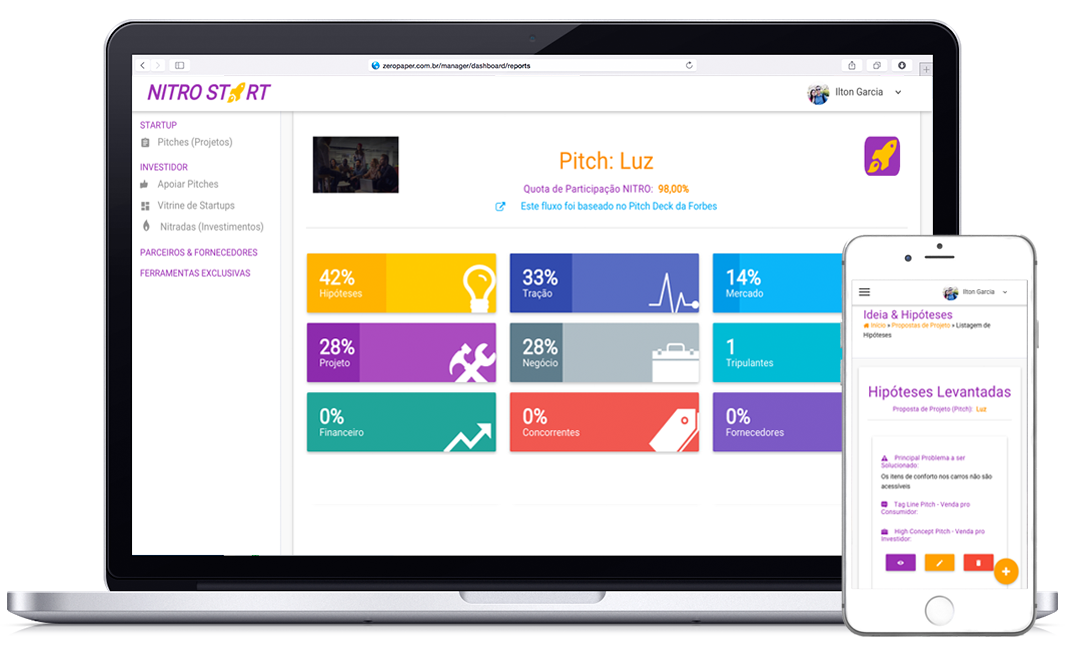 zeropaper.com.br/manager/dashboard/reports
NITRO START
Ilton Garcia
STARTUP
Pitches (Projetos)
INVESTIDOR
Apoiar Pitches
Vitrine de Startups
Nitradas (Investimentos)
PARCEIROS & FORNECEDORES
FERRAMENTAS EXCLUSIVAS
Pitch: Luz
Quota de Participação NITRO: 98,00%
Este fluxo foi baseado no Pitch Deck da Forbes
42%
Hipóteses
33%
Tração
14%
Mercado
28%
Projeto
28%
Negócio
1
Tripulantes
0%
Financeiro
0%
Concorrentes
0%
Fornecedores
Ilton Garcia
Ideia & Hipóteses
Início » Propostas de Projeto » Listagem de
Hipóteses
Hipóteses Levantadas
Proposta de Projeto (Pitch): Luz
Principal Problema a ser
Solucionado:
Os itens de conforto nos carros não são
acessíveis
Tag Line Pitch - Venda pro
Consumidor:
High Concept Pitch - Venda pro
Investidor: